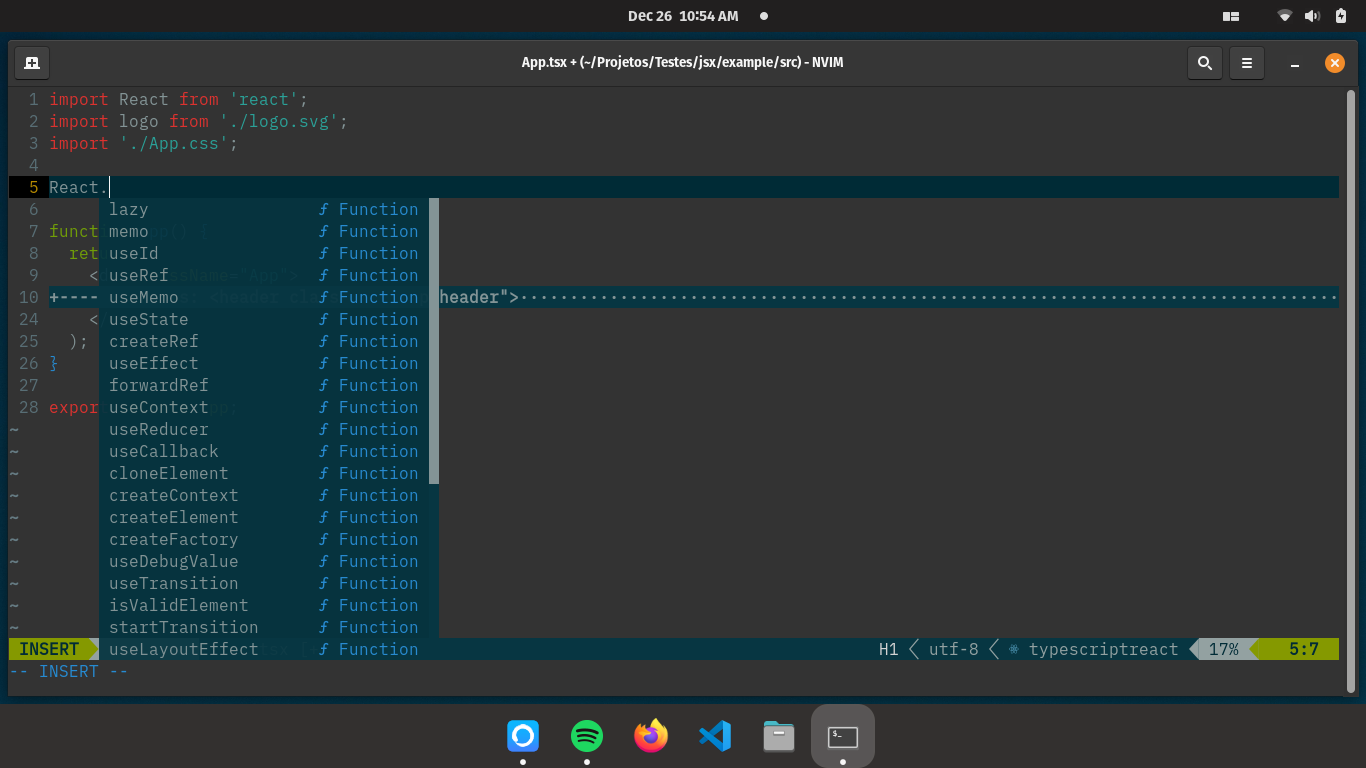 Dec 26 10:54 AM
App.tsx + (~/Projetos/Testes/jsx/example/src) - NVIM
1 import React from 'react';
2 import logo from './logo.svg';
3 import './App.css';
4
5 React.
6 lazy ƒ Function
7 funct memo ƒ Function
8 ret useId ƒ Function
9 < useRef ƒ Function
10 +---- useMemo ƒ Function header">·················································································
24 < useState ƒ Function
25 ); createRef ƒ Function
26 } useEffect ƒ Function
27 forwardRef ƒ Function
28 expor useContext ƒ Function
~ useReducer ƒ Function
~ useCallback ƒ Function
~ cloneElement ƒ Function
~ createContext ƒ Function
~ createElement ƒ Function
~ createFactory ƒ Function
~ useDebugValue ƒ Function
~ useTransition ƒ Function
~ isValidElement ƒ Function
~ startTransition ƒ Function
INSERT useLayoutEffect ƒ Function H1 utf-8 typescriptreact 17% 5:7
-- INSERT --
$_